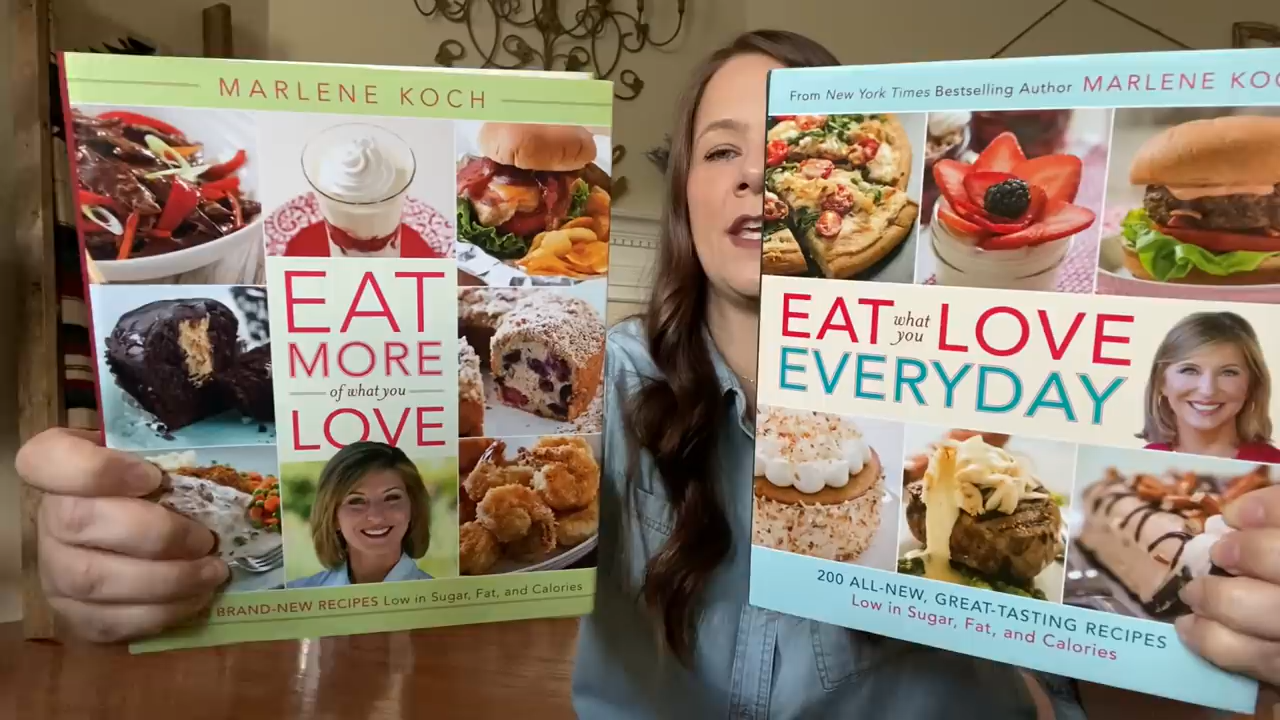 MARLENE KOCH
EAT
MORE
of what you
LOVE
BRAND-NEW RECIPES Low in Sugar, Fat, and Calories
From New York Times Bestselling Author MARLENE
EAT what you LOVE
EVERYDAY
200 ALL-NEW, GREAT-TASTING RECIPES
Low in Sugar, Fat, and Calories